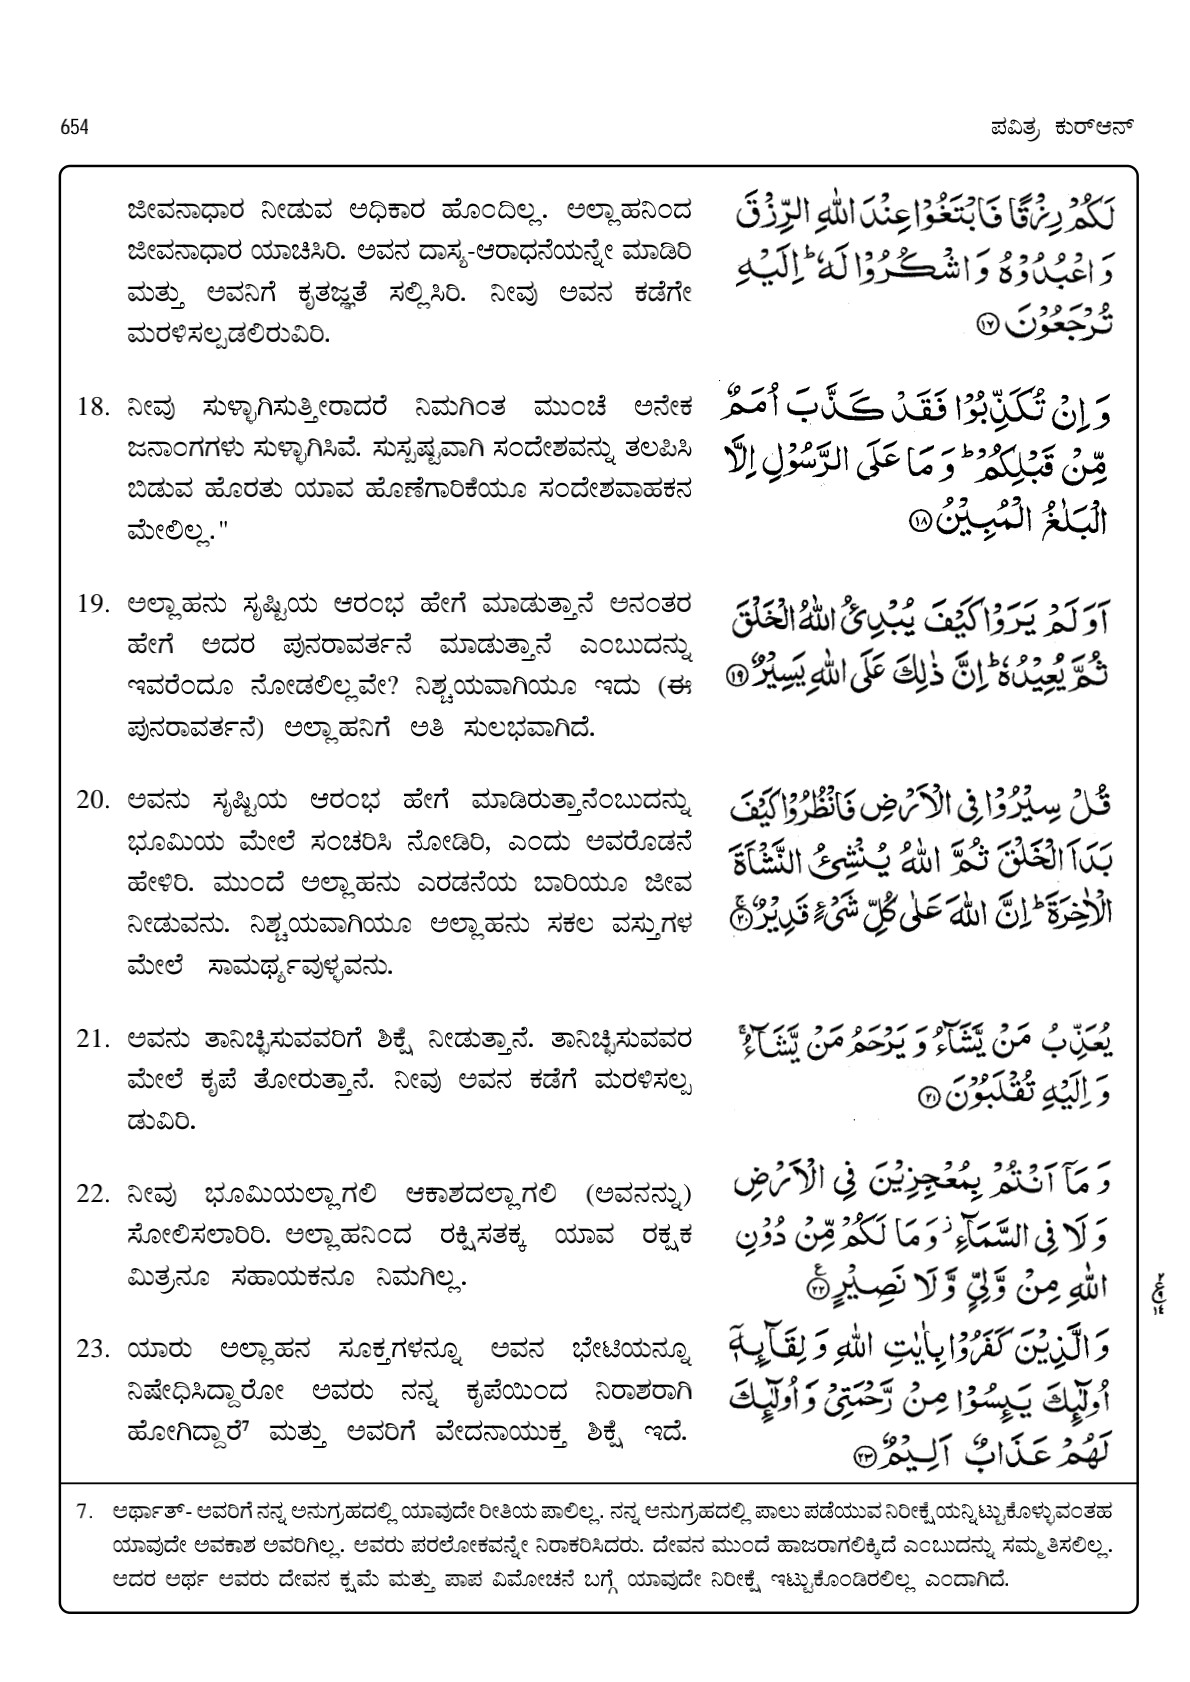 654
ಪವಿತ್ರ ಕುರ್‌ಆನ್
ಜೀವನಾಧಾರ ನೀಡುವ ಅಧಿಕಾರ ಹೊಂದಿಲ್ಲ. ಅಲ್ಲಾಹನಿಂದ
ಜೀವನಾಧಾರ ಯಾಚಿಸಿರಿ. ಅವನ ದಾಸ್ಯ-ಆರಾಧನೆಯನ್ನೇ ಮಾಡಿರಿ
ಮತ್ತು ಅವನಿಗೆ ಕೃತಜ್ಞತೆ ಸಲ್ಲಿಸಿರಿ. ನೀವು ಅವನ ಕಡೆಗೇ
ಮರಳಿಸಲ್ಪಡಲಿರುವಿರಿ.
لَكُمْ رِزْقًا فَابْتَغُوْا عِنْدَ اللهِ الرِّزْقَ
وَاعْبُدُوْهُ وَاشْكُرُوْا لَهٗ ؕ اِلَيْهِ
تُرْجَعُوْنَ ۝١٧
18. ನೀವು ಸುಳ್ಳಾಗಿಸುತ್ತೀರಾದರೆ ನಿಮಗಿಂತ ಮುಂಚೆ ಅನೇಕ
ಜನಾಂಗಗಳು ಸುಳ್ಳಾಗಿಸಿವೆ. ಸುಸ್ಪಷ್ಟವಾಗಿ ಸಂದೇಶವನ್ನು ತಲಪಿಸಿ
ಬಿಡುವ ಹೊರತು ಯಾವ ಹೊಣೆಗಾರಿಕೆಯೂ ಸಂದೇಶವಾಹಕನ
ಮೇಲಿಲ್ಲ."
وَاِنْ تُكَذِّبُوْا فَقَدْ كَذَّبَ اُمَمٌ
مِّنْ قَبْلِكُمْ ؕ وَمَا عَلَى الرَّسُوْلِ اِلَّا
الْبَلٰغُ الْمُبِيْنُ ۝١٨
19. ಅಲ್ಲಾಹನು ಸೃಷ್ಟಿಯ ಆರಂಭ ಹೇಗೆ ಮಾಡುತ್ತಾನೆ ಅನಂತರ
ಹೇಗೆ ಅದರ ಪುನರಾವರ್ತನೆ ಮಾಡುತ್ತಾನೆ ಎಂಬುದನ್ನು
ಇವರೆಂದೂ ನೋಡಲಿಲ್ಲವೇ? ನಿಶ್ಚಯವಾಗಿಯೂ ಇದು (ಈ
ಪುನರಾವರ್ತನೆ) ಅಲ್ಲಾಹನಿಗೆ ಅತಿ ಸುಲಭವಾಗಿದೆ.
اَوَلَمْ يَرَوْا كَيْفَ يُبْدِئُ اللهُ الْخَلْقَ
ثُمَّ يُعِيْدُهٗ ؕ اِنَّ ذٰلِكَ عَلَى اللهِ يَسِيْرٌ ۝١٩
20. ಅವನು ಸೃಷ್ಟಿಯ ಆರಂಭ ಹೇಗೆ ಮಾಡಿರುತ್ತಾನೆಂಬುದನ್ನು
ಭೂಮಿಯ ಮೇಲೆ ಸಂಚರಿಸಿ ನೋಡಿರಿ, ಎಂದು ಅವರೊಡನೆ
ಹೇಳಿರಿ. ಮುಂದೆ ಅಲ್ಲಾಹನು ಎರಡನೆಯ ಬಾರಿಯೂ ಜೀವ
ನೀಡುವನು. ನಿಶ್ಚಯವಾಗಿಯೂ ಅಲ್ಲಾಹನು ಸಕಲ ವಸ್ತುಗಳ
ಮೇಲೆ ಸಾಮರ್ಥ್ಯವುಳ್ಳವನು.
قُلْ سِيْرُوْا فِى الْاَرْضِ فَانْظُرُوْا كَيْفَ
بَدَاَ الْخَلْقَ ثُمَّ اللهُ يُنْشِئُ النَّشْاَةَ
الْاٰخِرَةَ ؕ اِنَّ اللهَ عَلٰى كُلِّ شَىْءٍ قَدِيْرٌ ۚ۝٢٠
21. ಅವನು ತಾನಿಚ್ಛಿಸುವವರಿಗೆ ಶಿಕ್ಷೆ ನೀಡುತ್ತಾನೆ. ತಾನಿಚ್ಛಿಸುವವರ
ಮೇಲೆ ಕೃಪೆ ತೋರುತ್ತಾನೆ. ನೀವು ಅವನ ಕಡೆಗೆ ಮರಳಿಸಲ್ಪ
ಡುವಿರಿ.
يُعَذِّبُ مَنْ يَّشَآءُ وَيَرْحَمُ مَنْ يَّشَآءُ ۚ
وَاِلَيْهِ تُقْلَبُوْنَ ۝٢١
22. ನೀವು ಭೂಮಿಯಲ್ಲಾಗಲಿ ಆಕಾಶದಲ್ಲಾಗಲಿ (ಅವನನ್ನು)
ಸೋಲಿಸಲಾರಿರಿ. ಅಲ್ಲಾಹನಿಂದ ರಕ್ಷಿಸತಕ್ಕ ಯಾವ ರಕ್ಷಕ
ಮಿತ್ರನೂ ಸಹಾಯಕನೂ ನಿಮಗಿಲ್ಲ.
وَمَآ اَنْتُمْ بِمُعْجِزِيْنَ فِى الْاَرْضِ
وَلَا فِى السَّمَآءِ ؗ وَمَا لَكُمْ مِّنْ دُوْنِ
اللهِ مِنْ وَّلِيٍّ وَّلَا نَصِيْرٍ ۝٢٢ ع
23. ಯಾರು ಅಲ್ಲಾಹನ ಸೂಕ್ತಗಳನ್ನೂ ಅವನ ಭೇಟಿಯನ್ನೂ
ನಿಷೇಧಿಸಿದ್ದಾರೋ ಅವರು ನನ್ನ ಕೃಪೆಯಿಂದ ನಿರಾಶರಾಗಿ
ಹೋಗಿದ್ದಾರೆ⁷ ಮತ್ತು ಅವರಿಗೆ ವೇದನಾಯುಕ್ತ ಶಿಕ್ಷೆ ಇದೆ.
وَالَّذِيْنَ كَفَرُوْا بِاٰيٰتِ اللهِ وَلِقَآئِهٖٓ
اُولٰٓئِكَ يَئِسُوْا مِنْ رَّحْمَتِىْ وَاُولٰٓئِكَ
لَهُمْ عَذَابٌ اَلِيْمٌ ۝٢٣
7. ಅರ್ಥಾತ್- ಅವರಿಗೆ ನನ್ನ ಅನುಗ್ರಹದಲ್ಲಿ ಯಾವುದೇ ರೀತಿಯ ಪಾಲಿಲ್ಲ. ನನ್ನ ಅನುಗ್ರಹದಲ್ಲಿ ಪಾಲು ಪಡೆಯುವ ನಿರೀಕ್ಷೆಯನ್ನಿಟ್ಟುಕೊಳ್ಳುವಂತಹ
ಯಾವುದೇ ಅವಕಾಶ ಅವರಿಗಿಲ್ಲ. ಅವರು ಪರಲೋಕವನ್ನೇ ನಿರಾಕರಿಸಿದರು. ದೇವನ ಮುಂದೆ ಹಾಜರಾಗಲಿಕ್ಕಿದೆ ಎಂಬುದನ್ನು ಸಮ್ಮತಿಸಲಿಲ್ಲ.
ಅದರ ಅರ್ಥ ಅವರು ದೇವನ ಕ್ಷಮೆ ಮತ್ತು ಪಾಪ ವಿಮೋಚನೆ ಬಗ್ಗೆ ಯಾವುದೇ ನಿರೀಕ್ಷೆ ಇಟ್ಟುಕೊಂಡಿರಲಿಲ್ಲ ಎಂದಾಗಿದೆ.